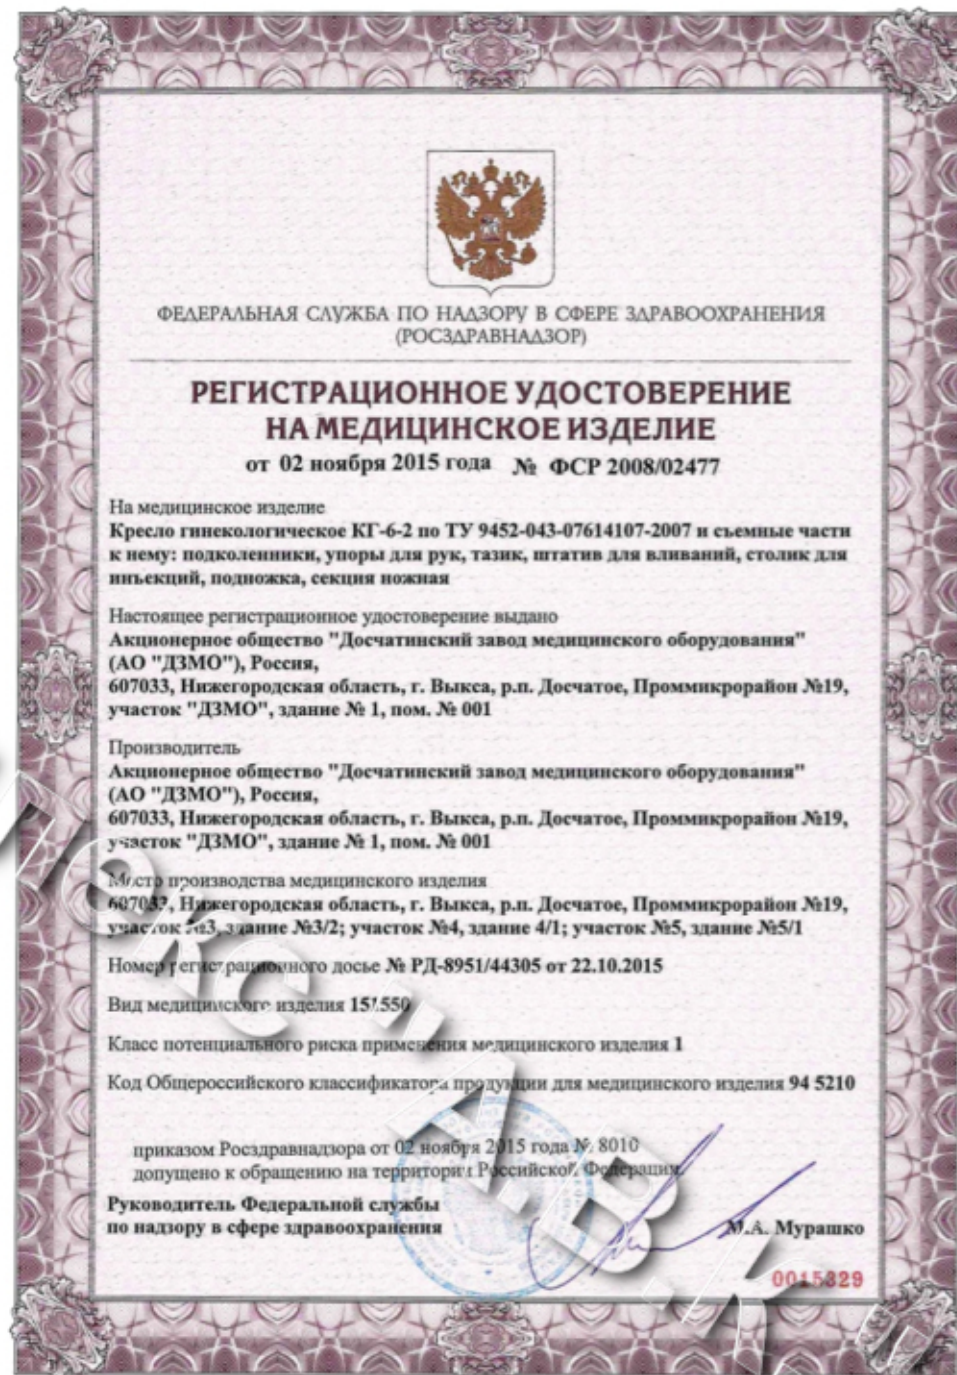 ФЕДЕРАЛЬНАЯ СЛУЖБА ПО НАДЗОРУ В СФЕРЕ ЗДРАВООХРАНЕНИЯ
(РОСЗДРАВНАДЗОР)
РЕГИСТРАЦИОННОЕ УДОСТОВЕРЕНИЕ
НА МЕДИЦИНСКОЕ ИЗДЕЛИЕ
от 02 ноября 2015 года № ФСР 2008/02477
На медицинское изделие
Кресло гинекологическое КГ-6-2 по ТУ 9452-043-07614107-2007 и съемные части
к нему: подколенники, упоры для рук, тазик, штатив для вливаний, столик для
инъекций, подножка, секция ножная
Настоящее регистрационное удостоверение выдано
Акционерное общество "Досчатинский завод медицинского оборудования"
(АО "ДЗМО"), Россия,
607033, Нижегородская область, г. Выкса, р.п. Досчатое, Проммикрорайон №19,
участок "ДЗМО", здание № 1, пом. № 001
Производитель
Акционерное общество "Досчатинский завод медицинского оборудования"
(АО "ДЗМО"), Россия,
607033, Нижегородская область, г. Выкса, р.п. Досчатое, Проммикрорайон №19,
участок "ДЗМО", здание № 1, пом. № 001
Место производства медицинского изделия
607033, Нижегородская область, г. Выкса, р.п. Досчатое, Проммикрорайон №19,
участок №3, здание №3/2; участок №4, здание 4/1; участок №5, здание №5/1
Номер регистрационного досье № РД-8951/44305 от 22.10.2015
Вид медицинского изделия 151550
Класс потенциального риска применения медицинского изделия 1
Код Общероссийского классификатора продукции для медицинского изделия 94 5210
приказом Росздравнадзора от 02 ноября 2015 года № 8010
допущено к обращению на территории Российской Федерации
Руководитель Федеральной службы
по надзору в сфере здравоохранения
М.А. Мурашко
0015329